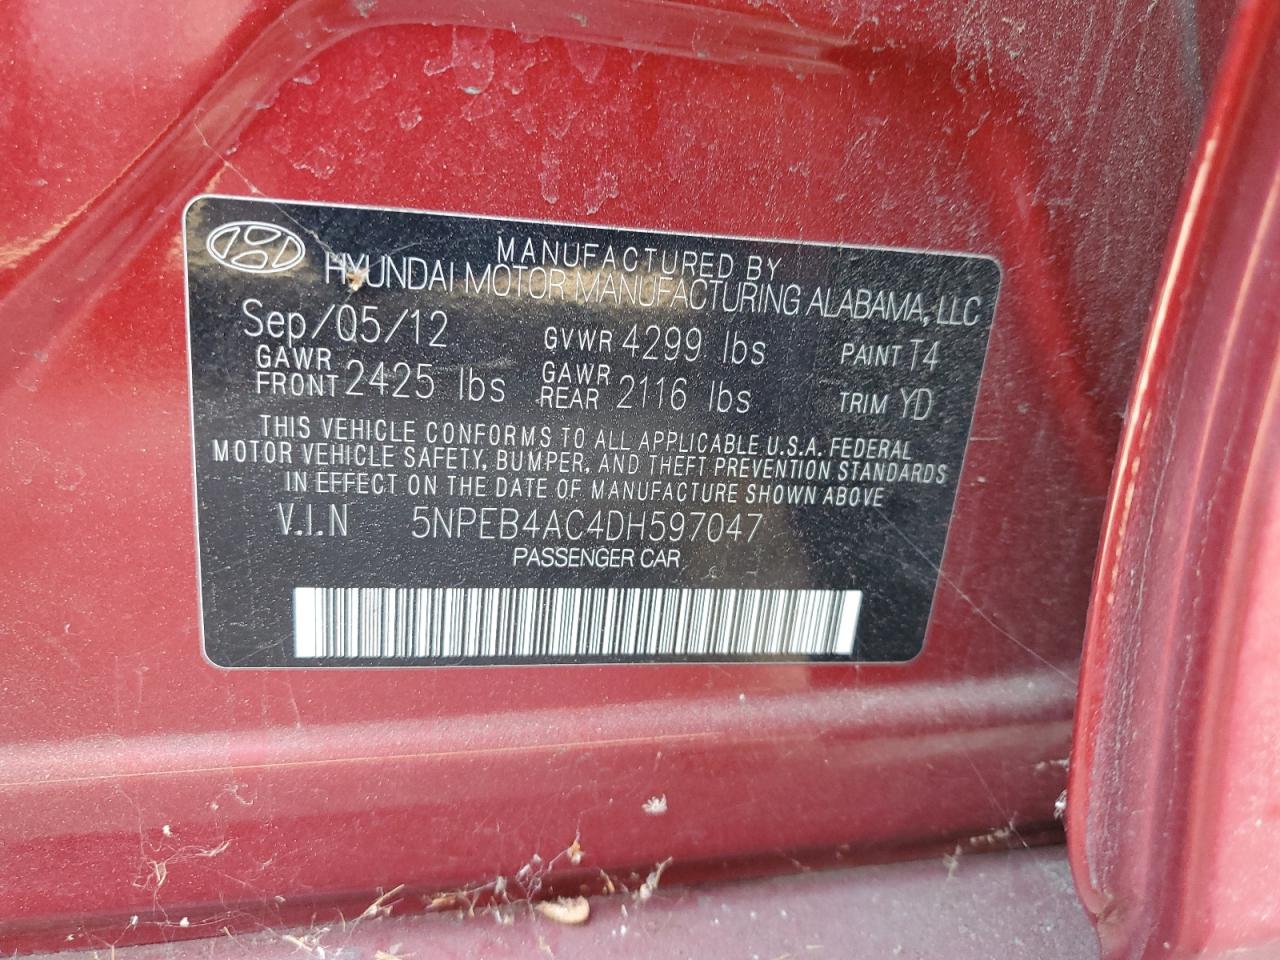 MANUFACTURED BY
HYUNDAI MOTOR MANUFACTURING ALABAMA, LLC
Sep/05/12 GVWR 4299 lbs PAINT T4
GAWR FRONT 2425 lbs GAWR REAR 2116 lbs TRIM YD
THIS VEHICLE CONFORMS TO ALL APPLICABLE U.S.A. FEDERAL
MOTOR VEHICLE SAFETY, BUMPER, AND THEFT PREVENTION STANDARDS
IN EFFECT ON THE DATE OF MANUFACTURE SHOWN ABOVE
V.I.N 5NPEB4AC4DH597047
PASSENGER CAR